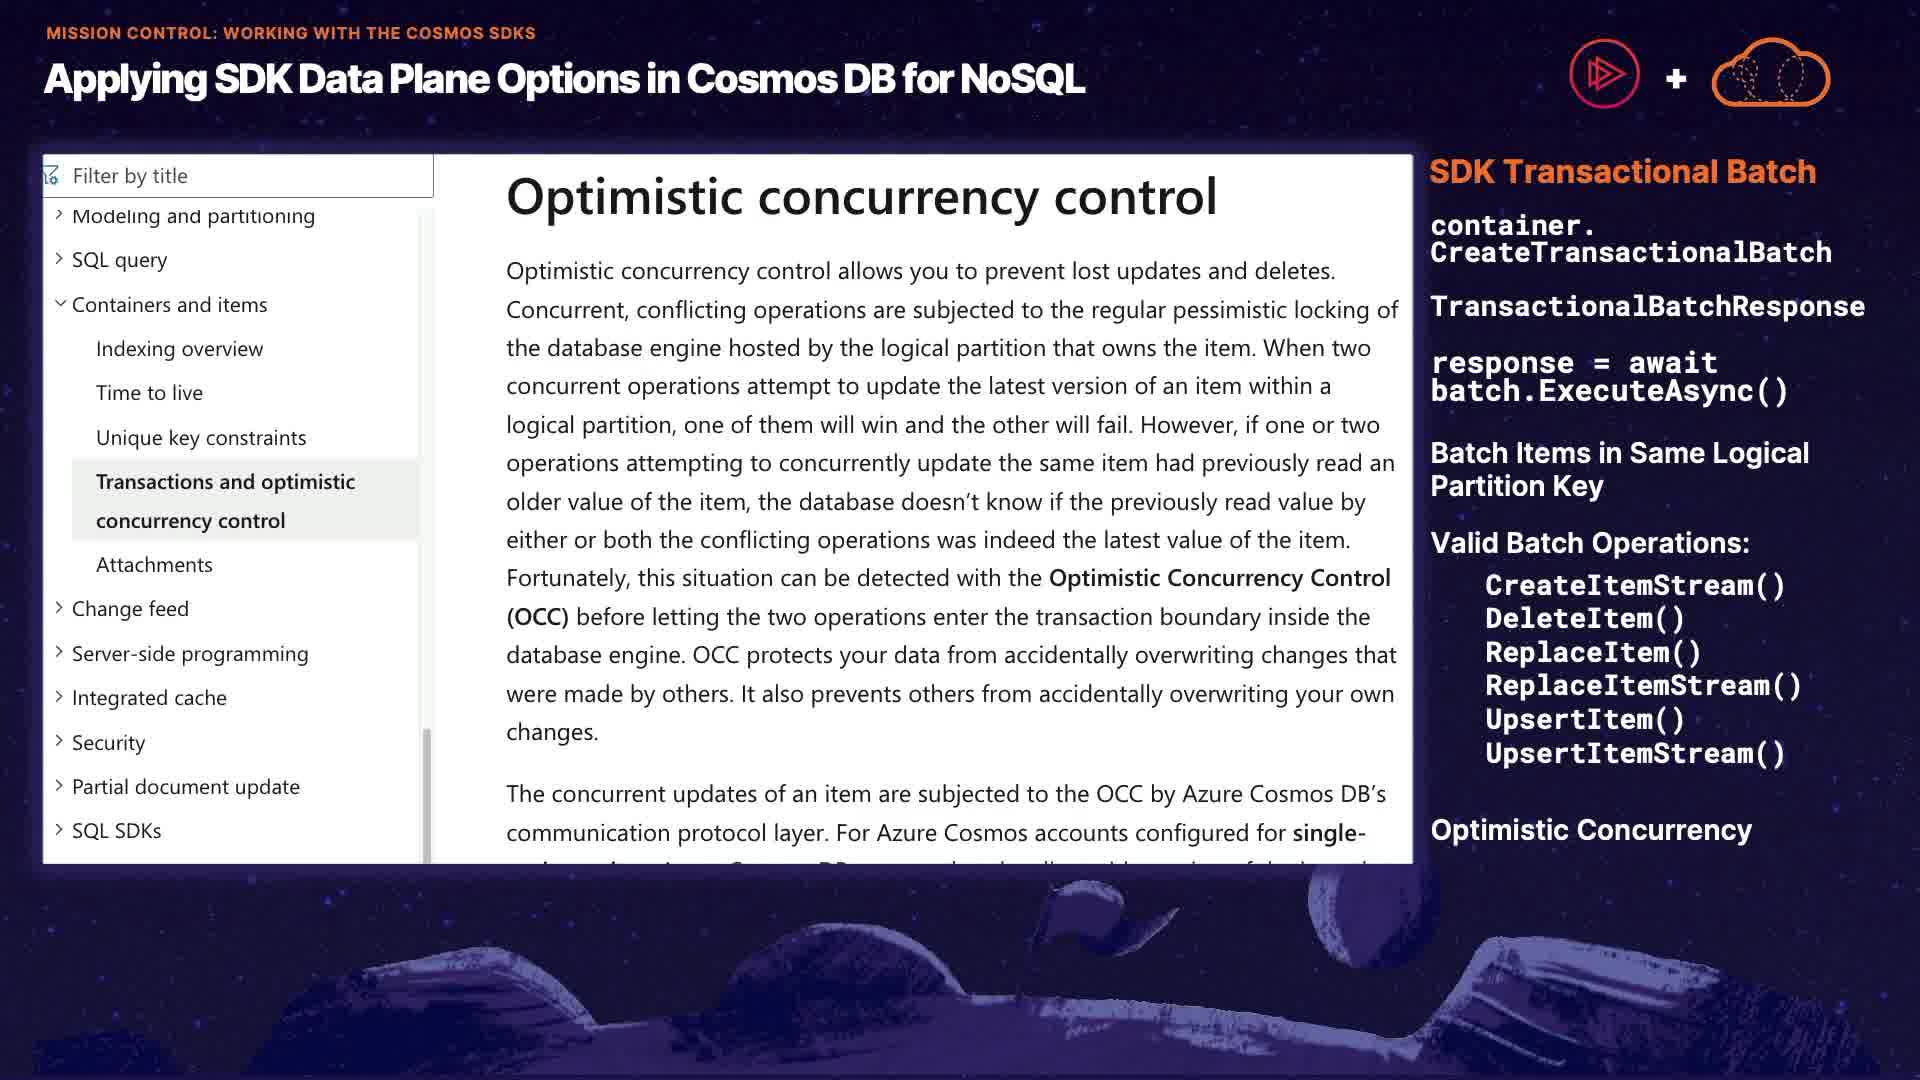 MISSION CONTROL: WORKING WITH THE COSMOS SDKS
Applying SDK Data Plane Options in Cosmos DB for NoSQL
+
Filter by title
Modeling and partitioning
SQL query
Containers and items
Indexing overview
Time to live
Unique key constraints
Transactions and optimistic
concurrency control
Attachments
Change feed
Server-side programming
Integrated cache
Security
Partial document update
SQL SDKs
Optimistic concurrency control
Optimistic concurrency control allows you to prevent lost updates and deletes.
Concurrent, conflicting operations are subjected to the regular pessimistic locking of
the database engine hosted by the logical partition that owns the item. When two
concurrent operations attempt to update the latest version of an item within a
logical partition, one of them will win and the other will fail. However, if one or two
operations attempting to concurrently update the same item had previously read an
older value of the item, the database doesn’t know if the previously read value by
either or both the conflicting operations was indeed the latest value of the item.
Fortunately, this situation can be detected with the Optimistic Concurrency Control
(OCC) before letting the two operations enter the transaction boundary inside the
database engine. OCC protects your data from accidentally overwriting changes that
were made by others. It also prevents others from accidentally overwriting your own
changes.
The concurrent updates of an item are subjected to the OCC by Azure Cosmos DB’s
communication protocol layer. For Azure Cosmos accounts configured for single-
SDK Transactional Batch
container.
CreateTransactionalBatch
TransactionalBatchResponse
response = await
batch.ExecuteAsync()
Batch Items in Same Logical
Partition Key
Valid Batch Operations:
CreateItemStream()
DeleteItem()
ReplaceItem()
ReplaceItemStream()
UpsertItem()
UpsertItemStream()
Optimistic Concurrency